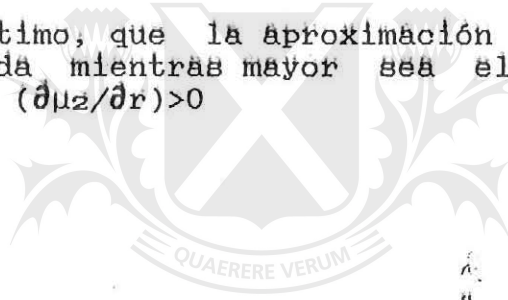 timo, que la aproximación
da mientras mayor sea el
(∂μ₂/∂r)>0
QUAERERE VERUM